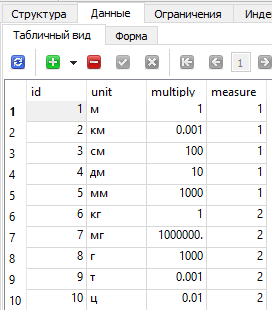 Структура Данные Ограничения Инде
Табличный вид Форма
1
id unit multiply measure
1 1 м 1 1
2 2 км 0.001 1
3 3 см 100 1
4 4 дм 10 1
5 5 мм 1000 1
6 6 кг 1 2
7 7 мг 1000000. 2
8 8 г 1000 2
9 9 т 0.001 2
10 10 ц 0.01 2